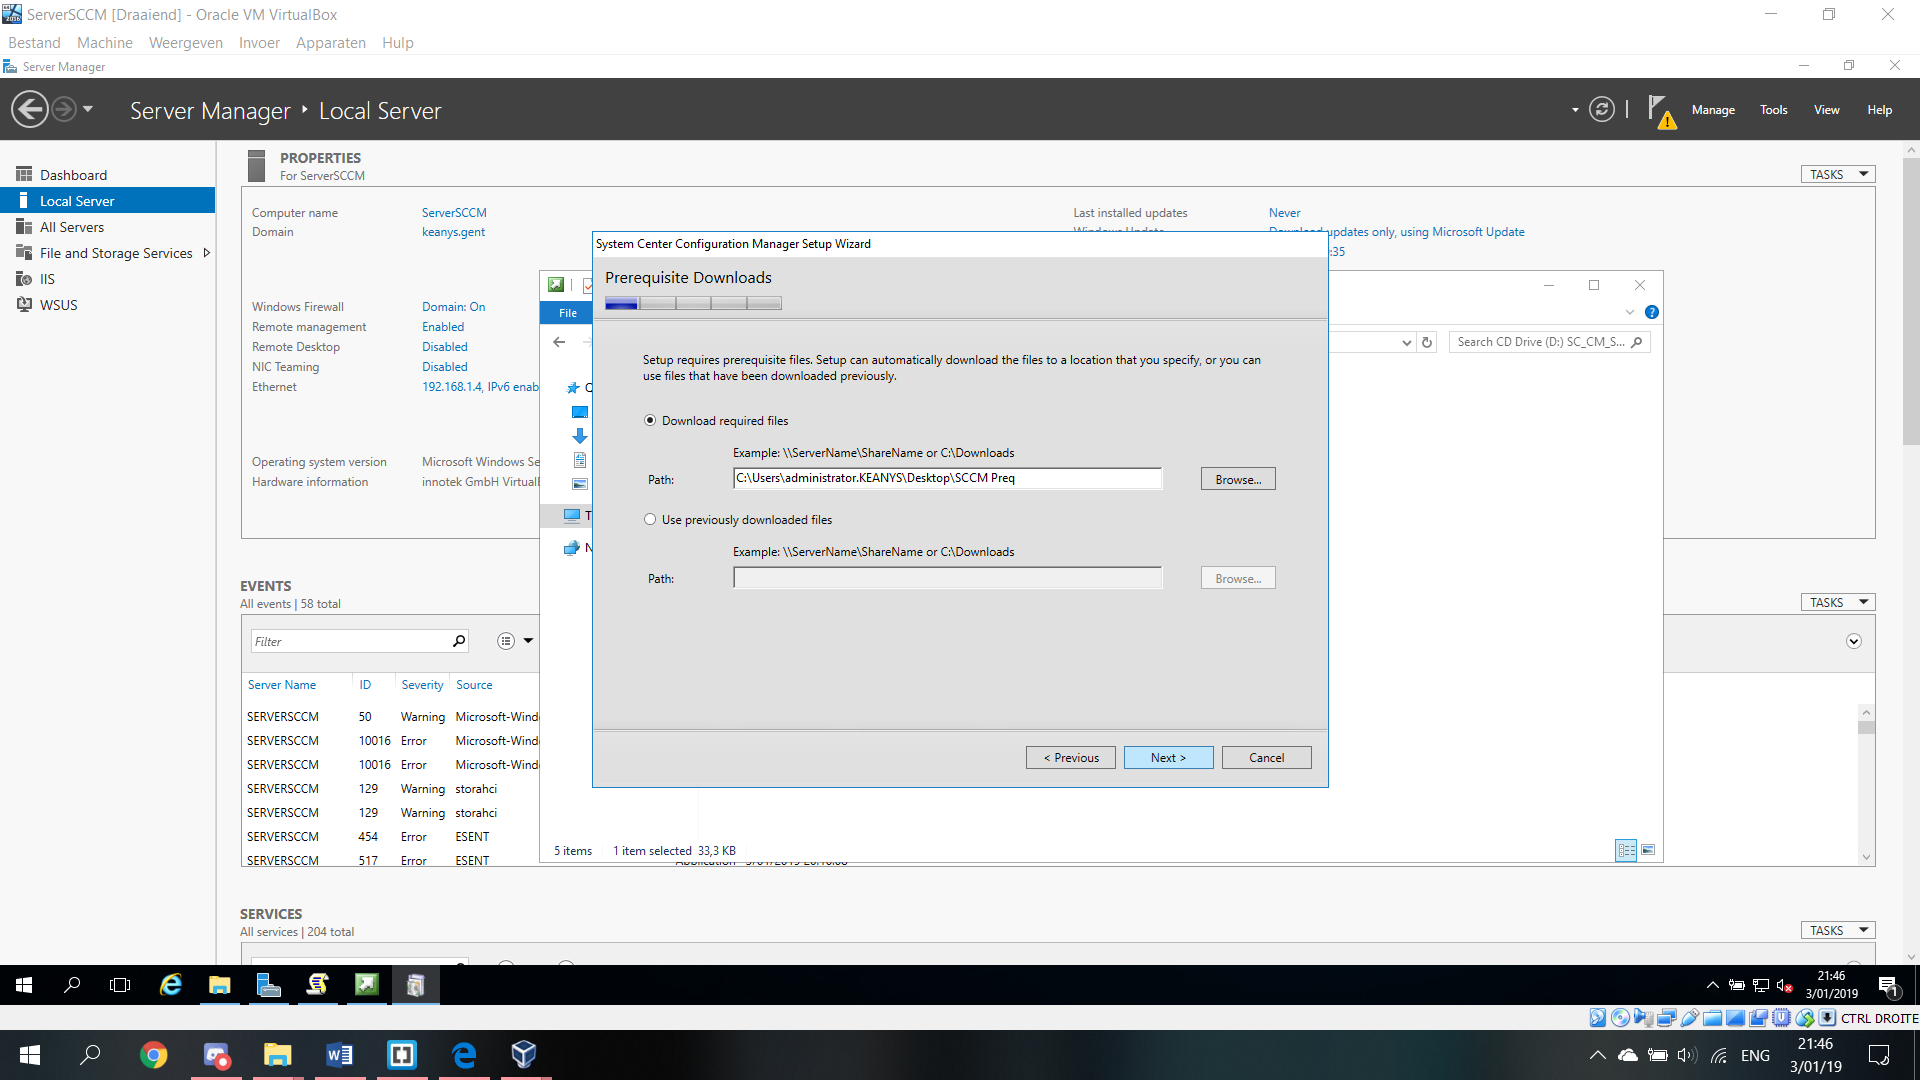 ServerSCCM [Draaiend] - Oracle VM VirtualBox
Bestand Machine Weergeven Invoer Apparaten Hulp
Server Manager
Server Manager • Local Server
Manage Tools View Help
Dashboard
Local Server
All Servers
File and Storage Services
IIS
WSUS
PROPERTIES
For ServerSCCM
TASKS
Computer name ServerSCCM
Domain keanys.gent
Last installed updates Never
Download updates only, using Microsoft Update
:35
Windows Firewall Domain: On
Remote management Enabled
Remote Desktop Disabled
NIC Teaming Disabled
Ethernet 192.168.1.4, IPv6 enab
Operating system version Microsoft Windows Se
Hardware information innotek GmbH Virtual
File
Search CD Drive (D:) SC_CM_S...
System Center Configuration Manager Setup Wizard
Prerequisite Downloads
Setup requires prerequisite files. Setup can automatically download the files to a location that you specify, or you can
use files that have been downloaded previously.
Download required files
Example: \\ServerName\ShareName or C:\Downloads
Path: C:\Users\administrator.KEANYS\Desktop\SCCM Preq Browse...
Use previously downloaded files
Example: \\ServerName\ShareName or C:\Downloads
Path: Browse...
< Previous Next > Cancel
5 items 1 item selected 33,3 KB
EVENTS
All events | 58 total
TASKS
Filter
Server Name ID Severity Source
SERVERSCCM 50 Warning Microsoft-Wind
SERVERSCCM 10016 Error Microsoft-Wind
SERVERSCCM 10016 Error Microsoft-Wind
SERVERSCCM 129 Warning storahci
SERVERSCCM 129 Warning storahci
SERVERSCCM 454 Error ESENT
SERVERSCCM 517 Error ESENT
SERVICES
All services | 204 total
TASKS
21:46
3/01/2019
1
CTRL DROITE
ENG
21:46
3/01/19